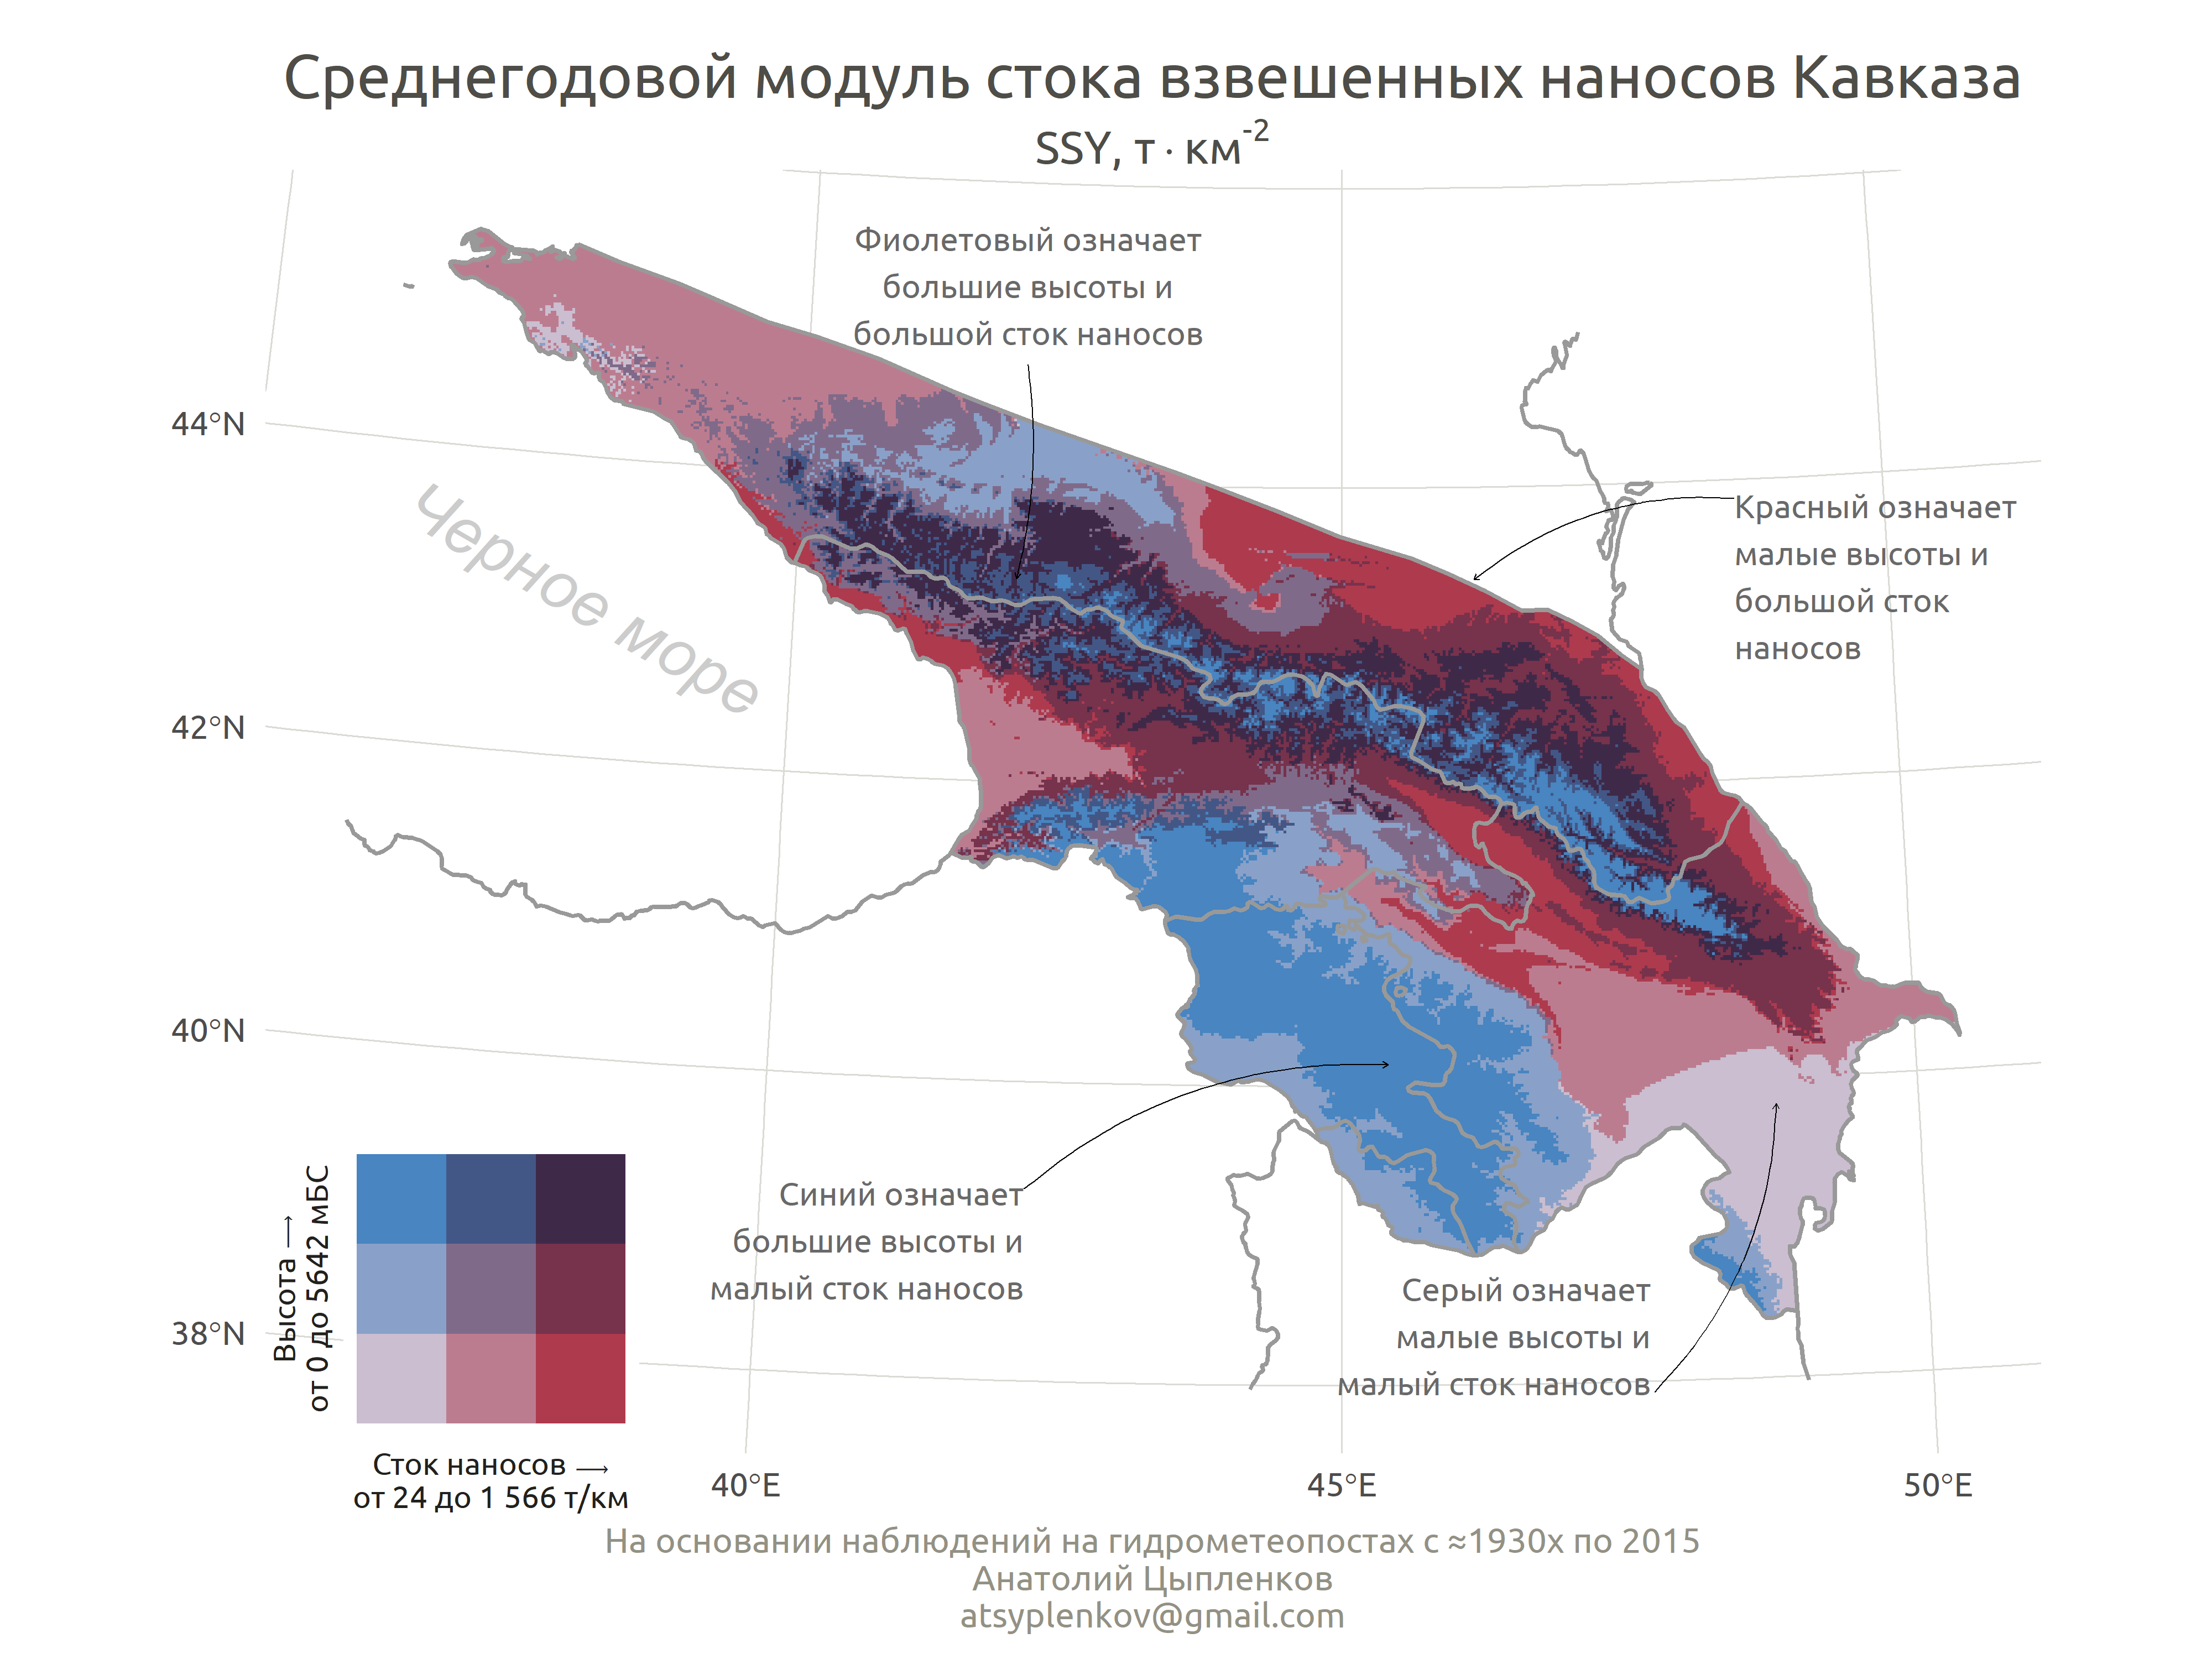 Среднегодовой модуль стока взвешенных наносов Кавказа
SSY, т · км⁻²
Фиолетовый означает
большие высоты и
большой сток наносов
Красный означает
малые высоты и
большой сток
наносов
Черное море
44°N
42°N
40°N
38°N
Синий означает
большие высоты и
малый сток наносов
Серый означает
малые высоты и
малый сток наносов
Высота →
от 0 до 5642 мБС
Сток наносов →
от 24 до 1 566 т/км
40°E
45°E
50°E
На основании наблюдений на гидрометеопостах с ≈1930х по 2015
Анатолий Цыпленков
atsyplenkov@gmail.com